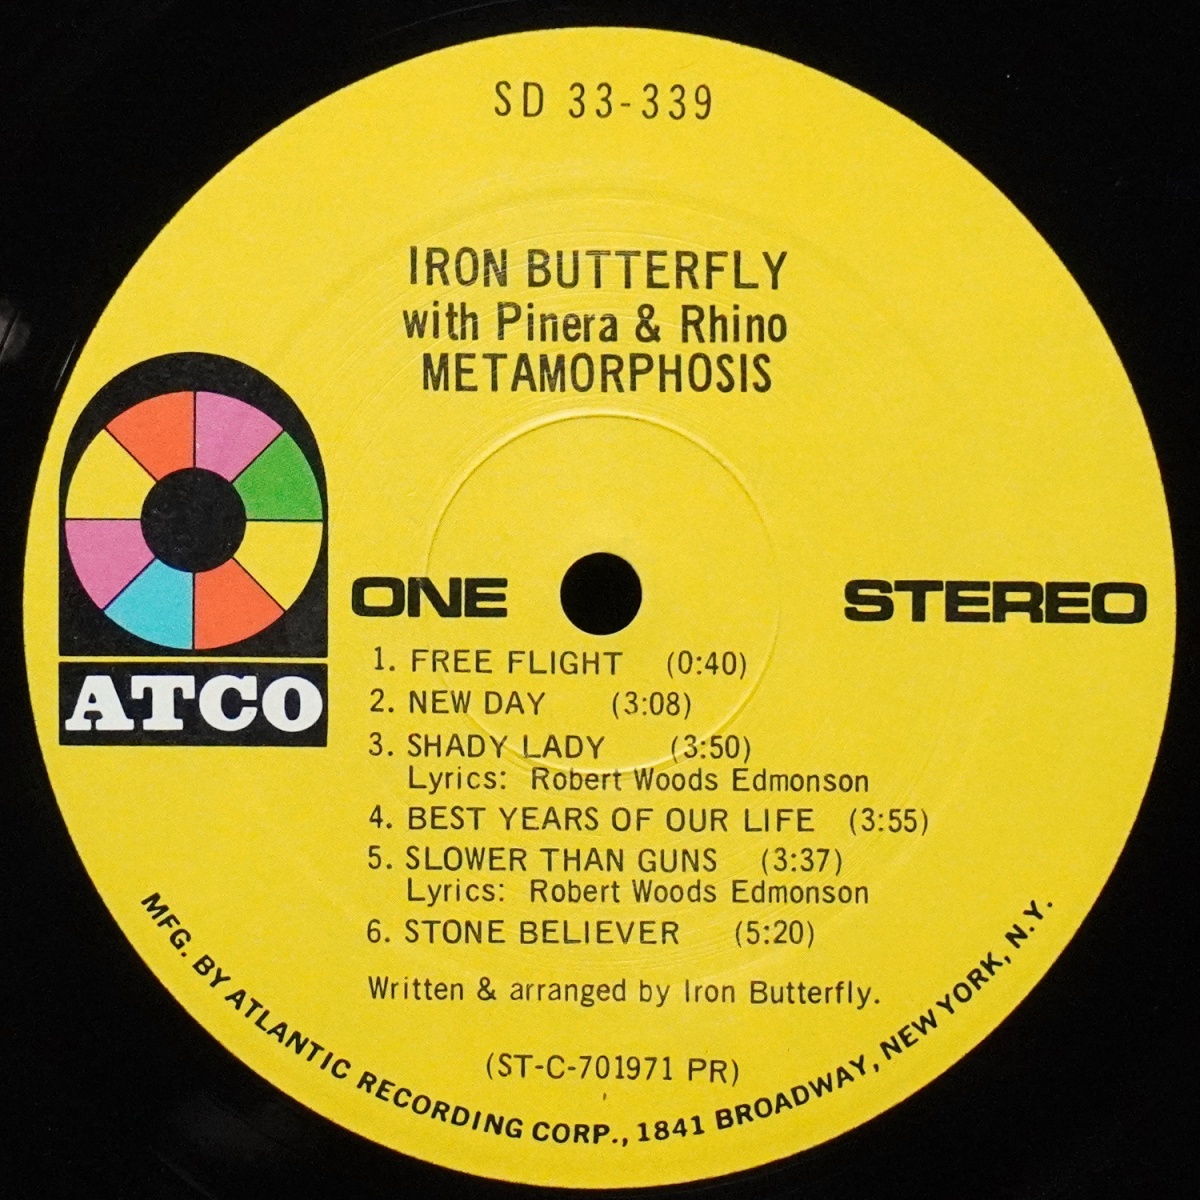 SD 33-339
IRON BUTTERFLY
with Pinera & Rhino
METAMORPHOSIS
ATCO
ONE
STEREO
1. FREE FLIGHT (0:40)
2. NEW DAY (3:08)
3. SHADY LADY (3:50)
Lyrics: Robert Woods Edmonson
4. BEST YEARS OF OUR LIFE (3:55)
5. SLOWER THAN GUNS (3:37)
Lyrics: Robert Woods Edmonson
6. STONE BELIEVER (5:20)
Written & arranged by Iron Butterfly.
(ST-C-701971 PR)
MFG. BY ATLANTIC RECORDING CORP., 1841 BROADWAY, NEW YORK, N.Y.